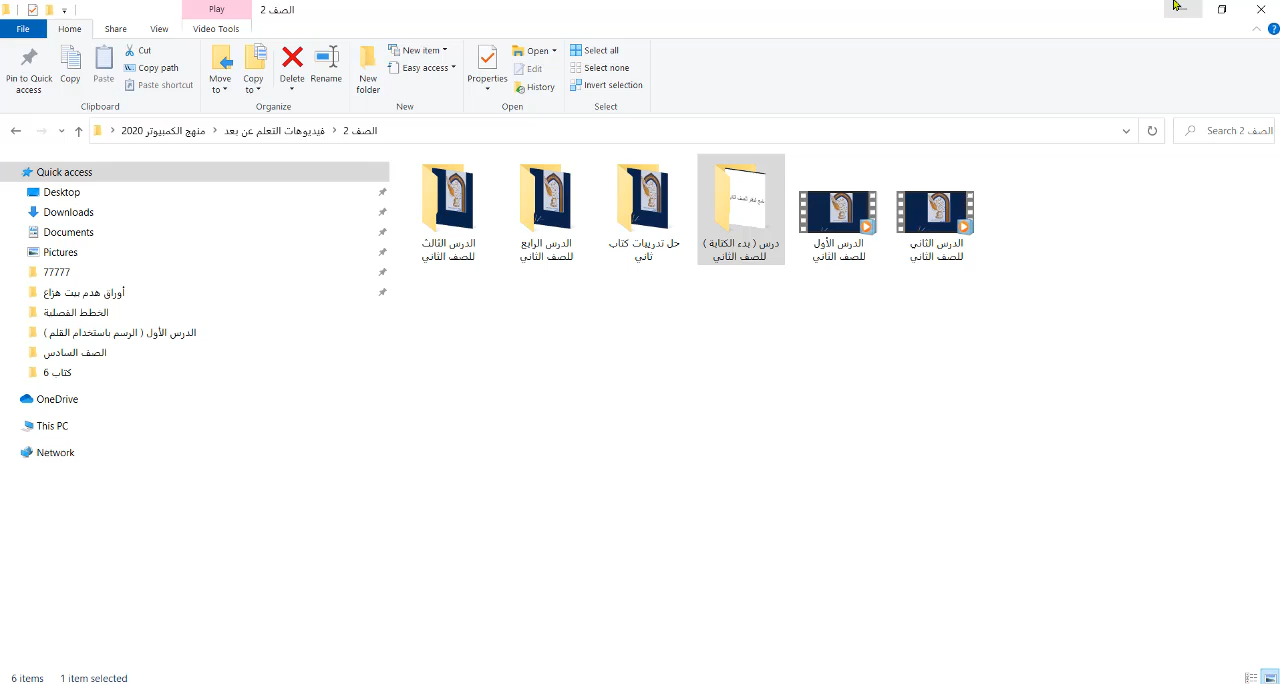 Play
الصف 2
File
Home
Share
View
Video Tools
Pin to Quick access
Copy
Paste
Cut
Copy path
Paste shortcut
Clipboard
Move to
Copy to
Delete
Rename
Organize
New folder
New item
Easy access
New
Properties
Open
Edit
History
Open
Select all
Select none
Invert selection
Select
منهج الكمبيوتر 2020 > فيديوهات التعلم عن بعد > الصف 2
Search الصف 2
Quick access
Desktop
Downloads
Documents
Pictures
77777
أوراق هدم بيت هزاع
الخطط الفصلية
الدرس الأول ( الرسم باستخدام القلم )
الصف السادس
كتاب 6
OneDrive
This PC
Network
الدرس الثالث
للصف الثاني
الدرس الرابع
للصف الثاني
حل تدريبات كتاب
ثاني
درس ( بدء الكتابة )
للصف الثاني
الدرس الأول
للصف الثاني
الدرس الثاني
للصف الثاني
6 items
1 item selected